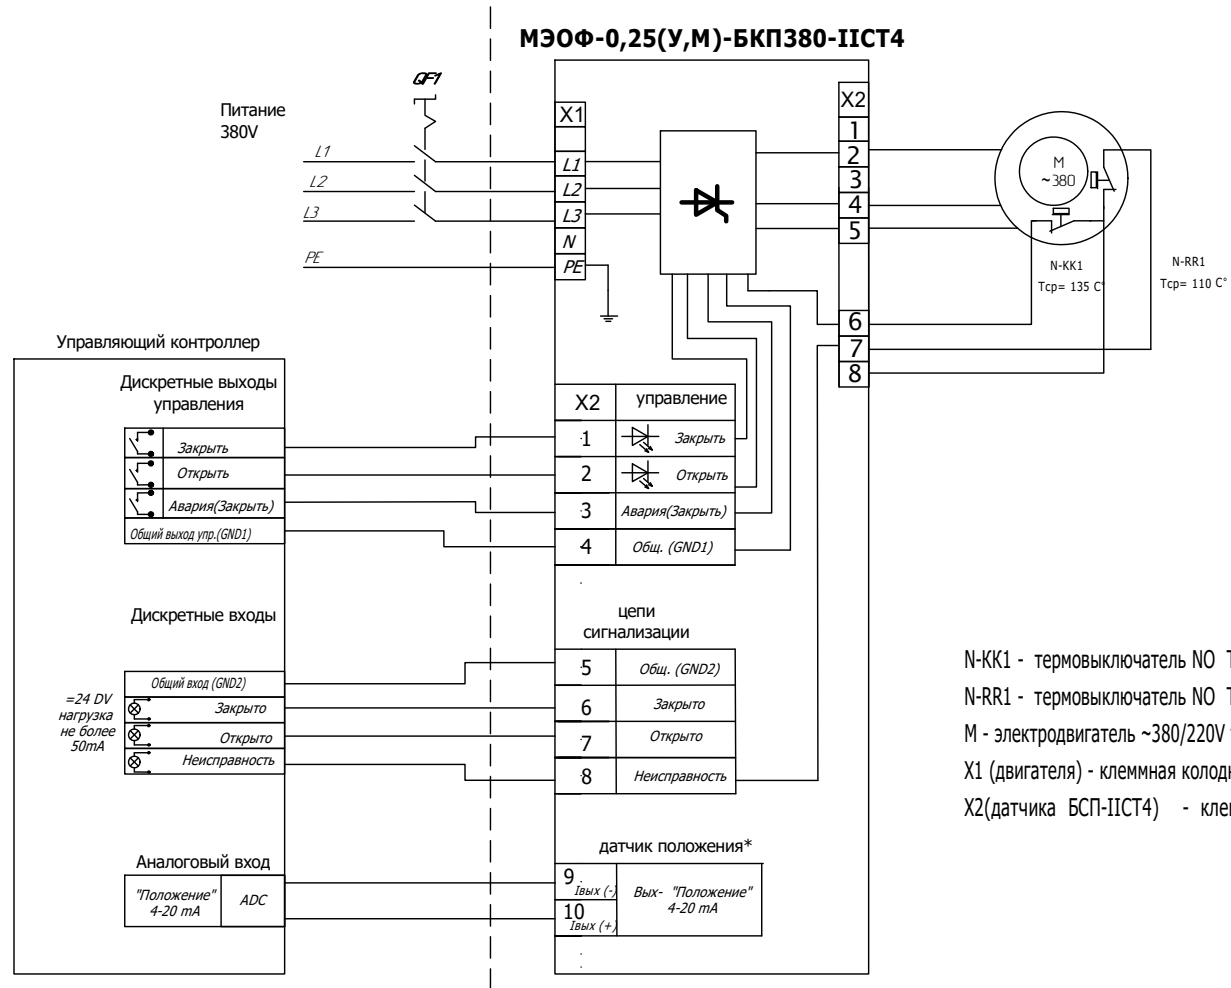 МЭОФ-0,25(У,М)-БКП380-IIСТ4
QF1
Питание
380V
L1
L2
L3
PE
X1
L1
L2
L3
N
PE
X2
1
2
3
4
5
6
7
8
М
~380
N-KK1
Тср= 135 С°
N-RR1
Тср= 110 С°
Управляющий контроллер
Дискретные выходы
управления
Закрыть
Открыть
Авария(Закрыть)
Общий выход упр.(GND1)
X2 управление
1 Закрыть
2 Открыть
3 Авария(Закрыть)
4 Общ. (GND1)
Дискретные входы
=24 DV
нагрузка
не более
50mA
Общий вход (GND2)
Закрыто
Открыто
Неисправность
цепи
сигнализации
5 Общ. (GND2)
6 Закрыто
7 Открыто
8 Неисправность
Аналоговый вход
"Положение"
4-20 mA
ADC
датчик положения*
9 Iвых (-)
10 Iвых (+)
Вых- "Положение"
4-20 mA
N-KK1 - термовыключатель NO
N-RR1 - термовыключатель NO
М - электродвигатель ~380/220V
X1 (двигателя) - клеммная
X2(датчика БСП-IIСТ4) -